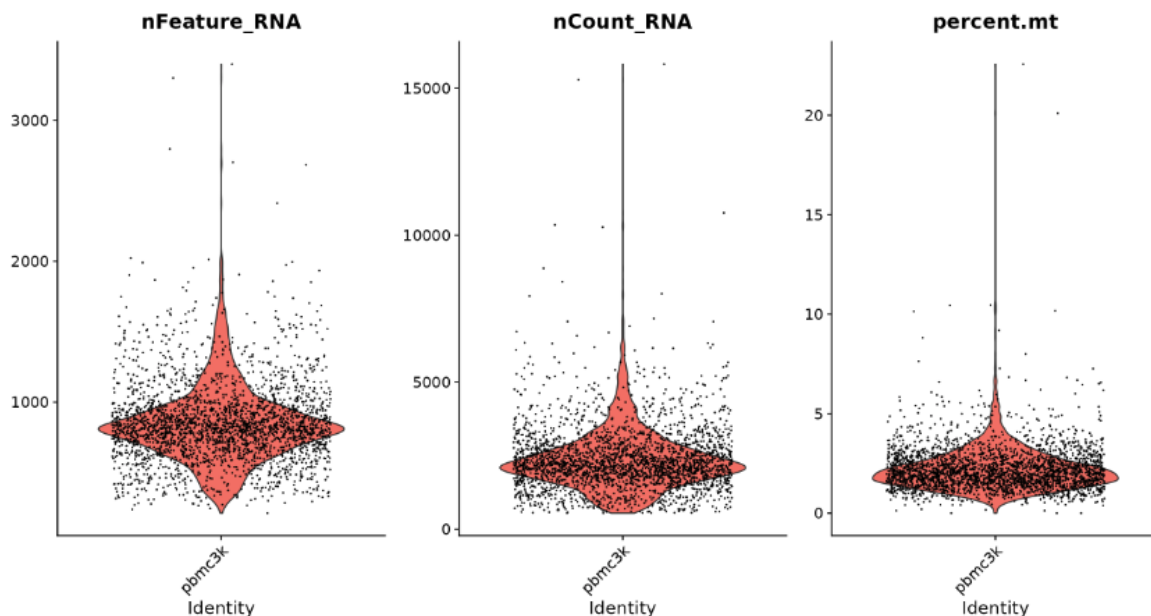 nFeature_RNA
3000
2000
1000
pbmc3k
Identity
nCount_RNA
15000
10000
5000
0
pbmc3k
Identity
percent.mt
20
15
10
5
0
pbmc3k
Identity